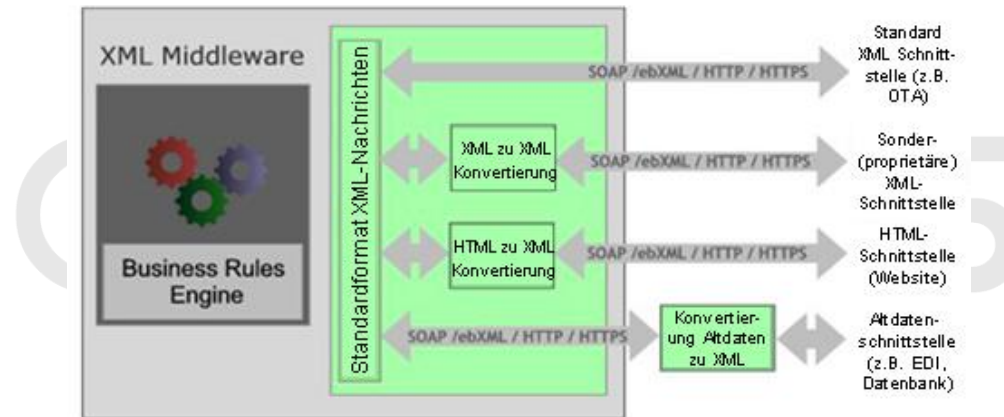 XML Middleware
Business Rules
Engine
Standardformat XML-Nachrichten
SOAP /ebXML / HTTP / HTTPS
Standard
XML Schnitt-
stelle (z.B.
OTA)
XML zu XML
Konvertierung
SOAP /ebXML / HTTP / HTTPS
Sonder-
(proprietäre)
XML-
Schnittstelle
HTML zu XML
Konvertierung
SOAP /ebXML / HTTP / HTTPS
HTML-
Schnittstelle
(Website)
SOAP /ebXML / HTTP / HTTPS
Konvertier-
ung Altdaten
zu XML
Altdaten-
schnittstelle
(z.B. EDI,
Datenbank)